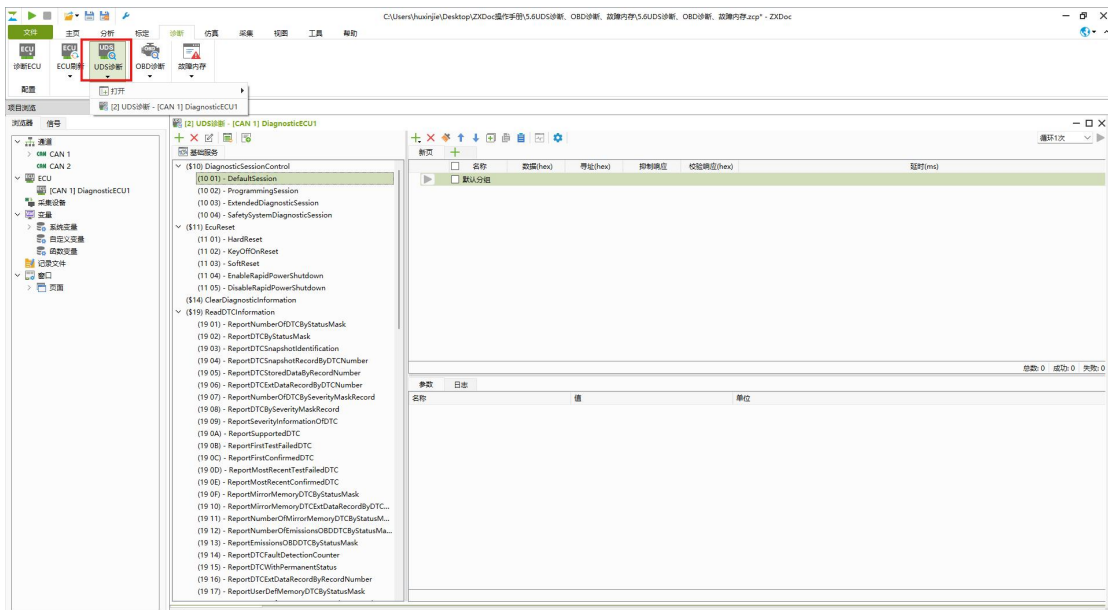 C:\Users\huxinjie\Desktop\ZXDoc操作手册\5.6UDS诊断、OBD诊断、故障内存\5.6UDS诊断、OBD诊断、故障内存.zcp* - ZXDoc
文件 主页 分析 标定 诊断 仿真 采集 视图 工具 帮助
诊断ECU ECU刷新 UDS诊断 OBD诊断 故障内存
配置
打开
[2] UDS诊断 - [CAN 1] DiagnosticECU1
项目浏览
浏览器 信号
通道
CAN CAN 1
CAN CAN 2
ECU
[CAN 1] DiagnosticECU1
采集设备
变量
系统变量
自定义变量
函数变量
记录文件
窗口
页面
[2] UDS诊断 - [CAN 1] DiagnosticECU1
基础服务
($10) DiagnosticSessionControl
(10 01) - DefaultSession
(10 02) - ProgrammingSession
(10 03) - ExtendedDiagnosticSession
(10 04) - SafetySystemDiagnosticSession
($11) EcuReset
(11 01) - HardReset
(11 02) - KeyOffOnReset
(11 03) - SoftReset
(11 04) - EnableRapidPowerShutdown
(11 05) - DisableRapidPowerShutdown
($14) ClearDiagnosticInformation
($19) ReadDTCInformation
(19 01) - ReportNumberOfDTCByStatusMask
(19 02) - ReportDTCByStatusMask
(19 03) - ReportDTCSnapshotIdentification
(19 04) - ReportDTCSnapshotRecordByDTCNumber
(19 05) - ReportDTCStoredDataByRecordNumber
(19 06) - ReportDTCExtDataRecordByDTCNumber
(19 07) - ReportNumberOfDTCBySeverityMaskRecord
(19 08) - ReportDTCBySeverityMaskRecord
(19 09) - ReportSeverityInformationOfDTC
(19 0A) - ReportSupportedDTC
(19 0B) - ReportFirstTestFailedDTC
(19 0C) - ReportFirstConfirmedDTC
(19 0D) - ReportMostRecentTestFailedDTC
(19 0E) - ReportMostRecentConfirmedDTC
(19 0F) - ReportMirrorMemoryDTCByStatusMask
(19 10) - ReportMirrorMemoryDTCExtDataRecordByDTC...
(19 11) - ReportNumberOfMirrorMemoryDTCByStatusM...
(19 12) - ReportNumberOfEmissionsOBDDTCByStatusMa...
(19 13) - ReportEmissionsOBDDTCByStatusMask
(19 14) - ReportDTCFaultDetectionCounter
(19 15) - ReportDTCWithPermanentStatus
(19 16) - ReportDTCExtDataRecordByRecordNumber
(19 17) - ReportUserDefMemoryDTCByStatusMask
循环1次
新页
名称 数据(hex) 寻址(hex) 抑制响应 校验响应(hex) 延时(ms)
默认分组
总数: 0 成功: 0 失败: 0
参数 日志
名称 值 单位